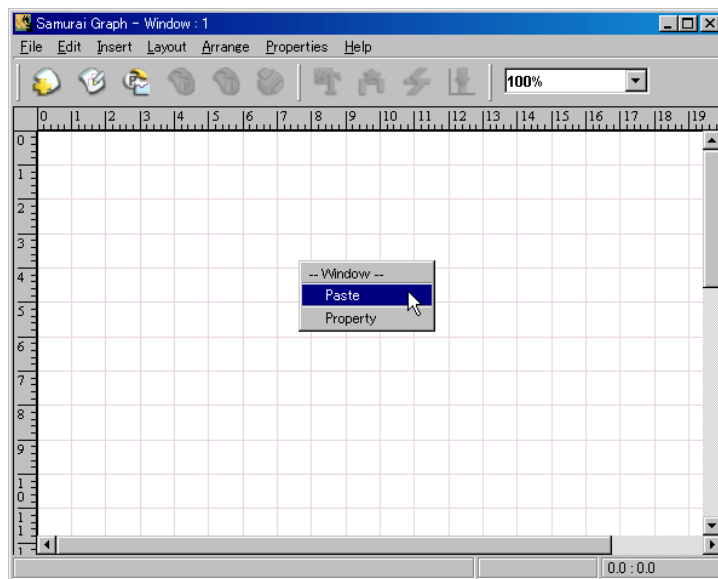 Samurai Graph - Window : 1
File Edit Insert Layout Arrange Properties Help
100%
0 1 2 3 4 5 6 7 8 9 10 11 12 13 14 15 16 17 18 19
0
1
2
3
4
5
6
7
8
9
10
11
-- Window --
Paste
Property
0.0 : 0.0